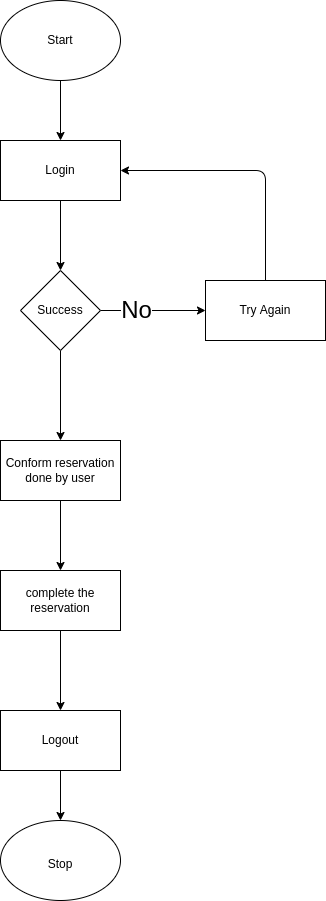 Start
Login
Success
No
Try Again
Conform reservation
done by user
complete the
reservation
Logout
Stop